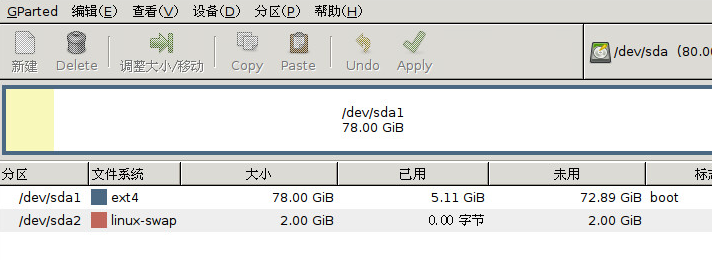 GParted 编辑(E) 查看(V) 设备(D) 分区(P) 帮助(H)
新建 Delete 调整大小/移动 Copy Paste Undo Apply
/dev/sda (80.0
/dev/sda1
78.00 GiB
分区 文件系统 大小 已用 未用 标志
/dev/sda1 ext4 78.00 GiB 5.11 GiB 72.89 GiB boot
/dev/sda2 linux-swap 2.00 GiB 0.00 字节 2.00 GiB